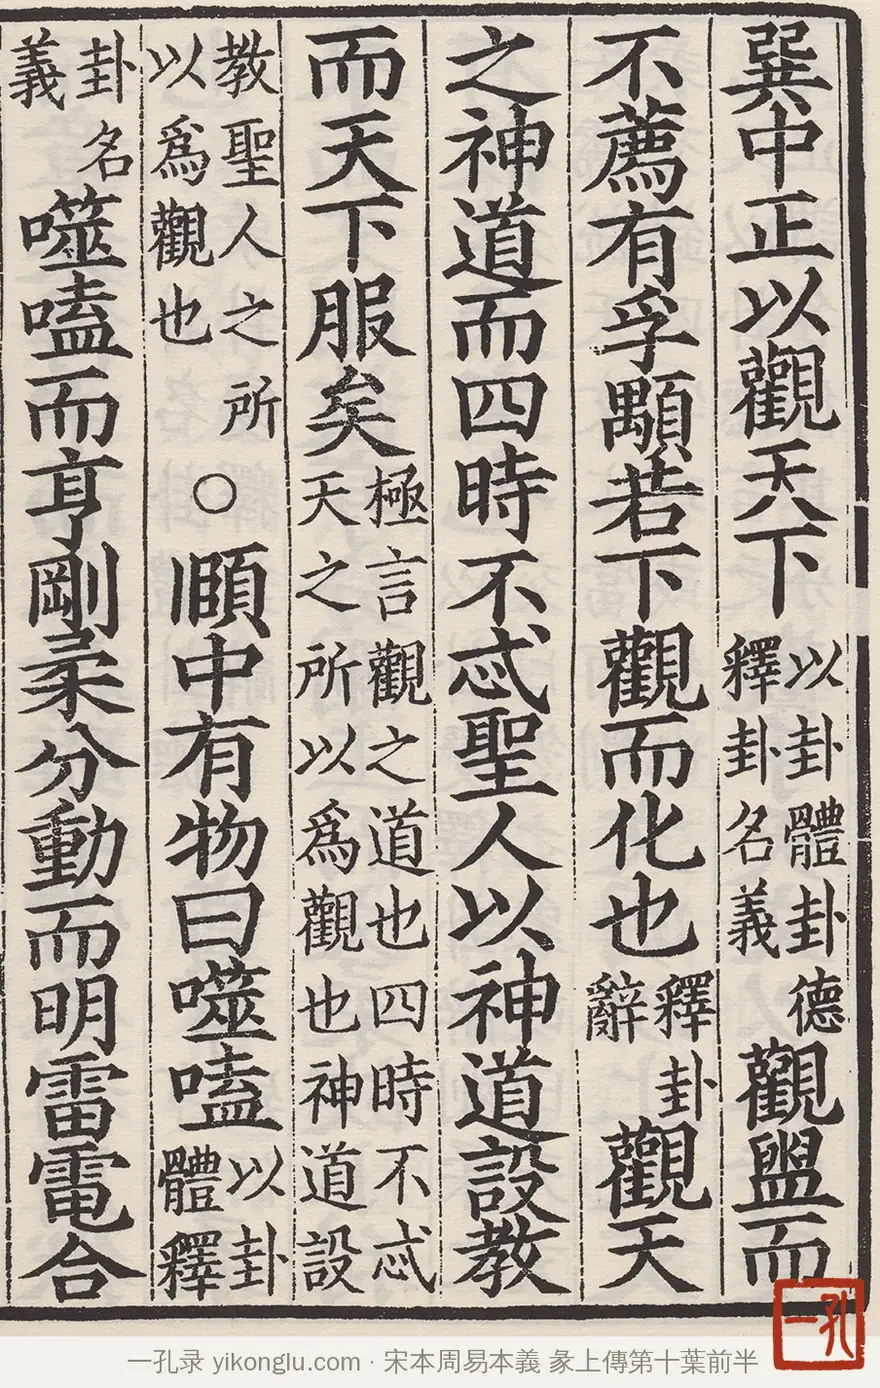 巽中正以觀天下以卦體卦德釋卦名義觀盥而
不薦有孚顒若下觀而化也釋卦辭觀天
之神道而四時不忒聖人以神道設教
而天下服矣極言觀之道也四時不忒天之所以爲觀也神道設
教聖人之所以爲觀也○頤中有物曰噬嗑以卦體釋
卦名義噬嗑而亨剛柔分動而明雷電合
一孔
一孔录 yikonglu.com · 宋本周易本義 彖上傳第十葉前半